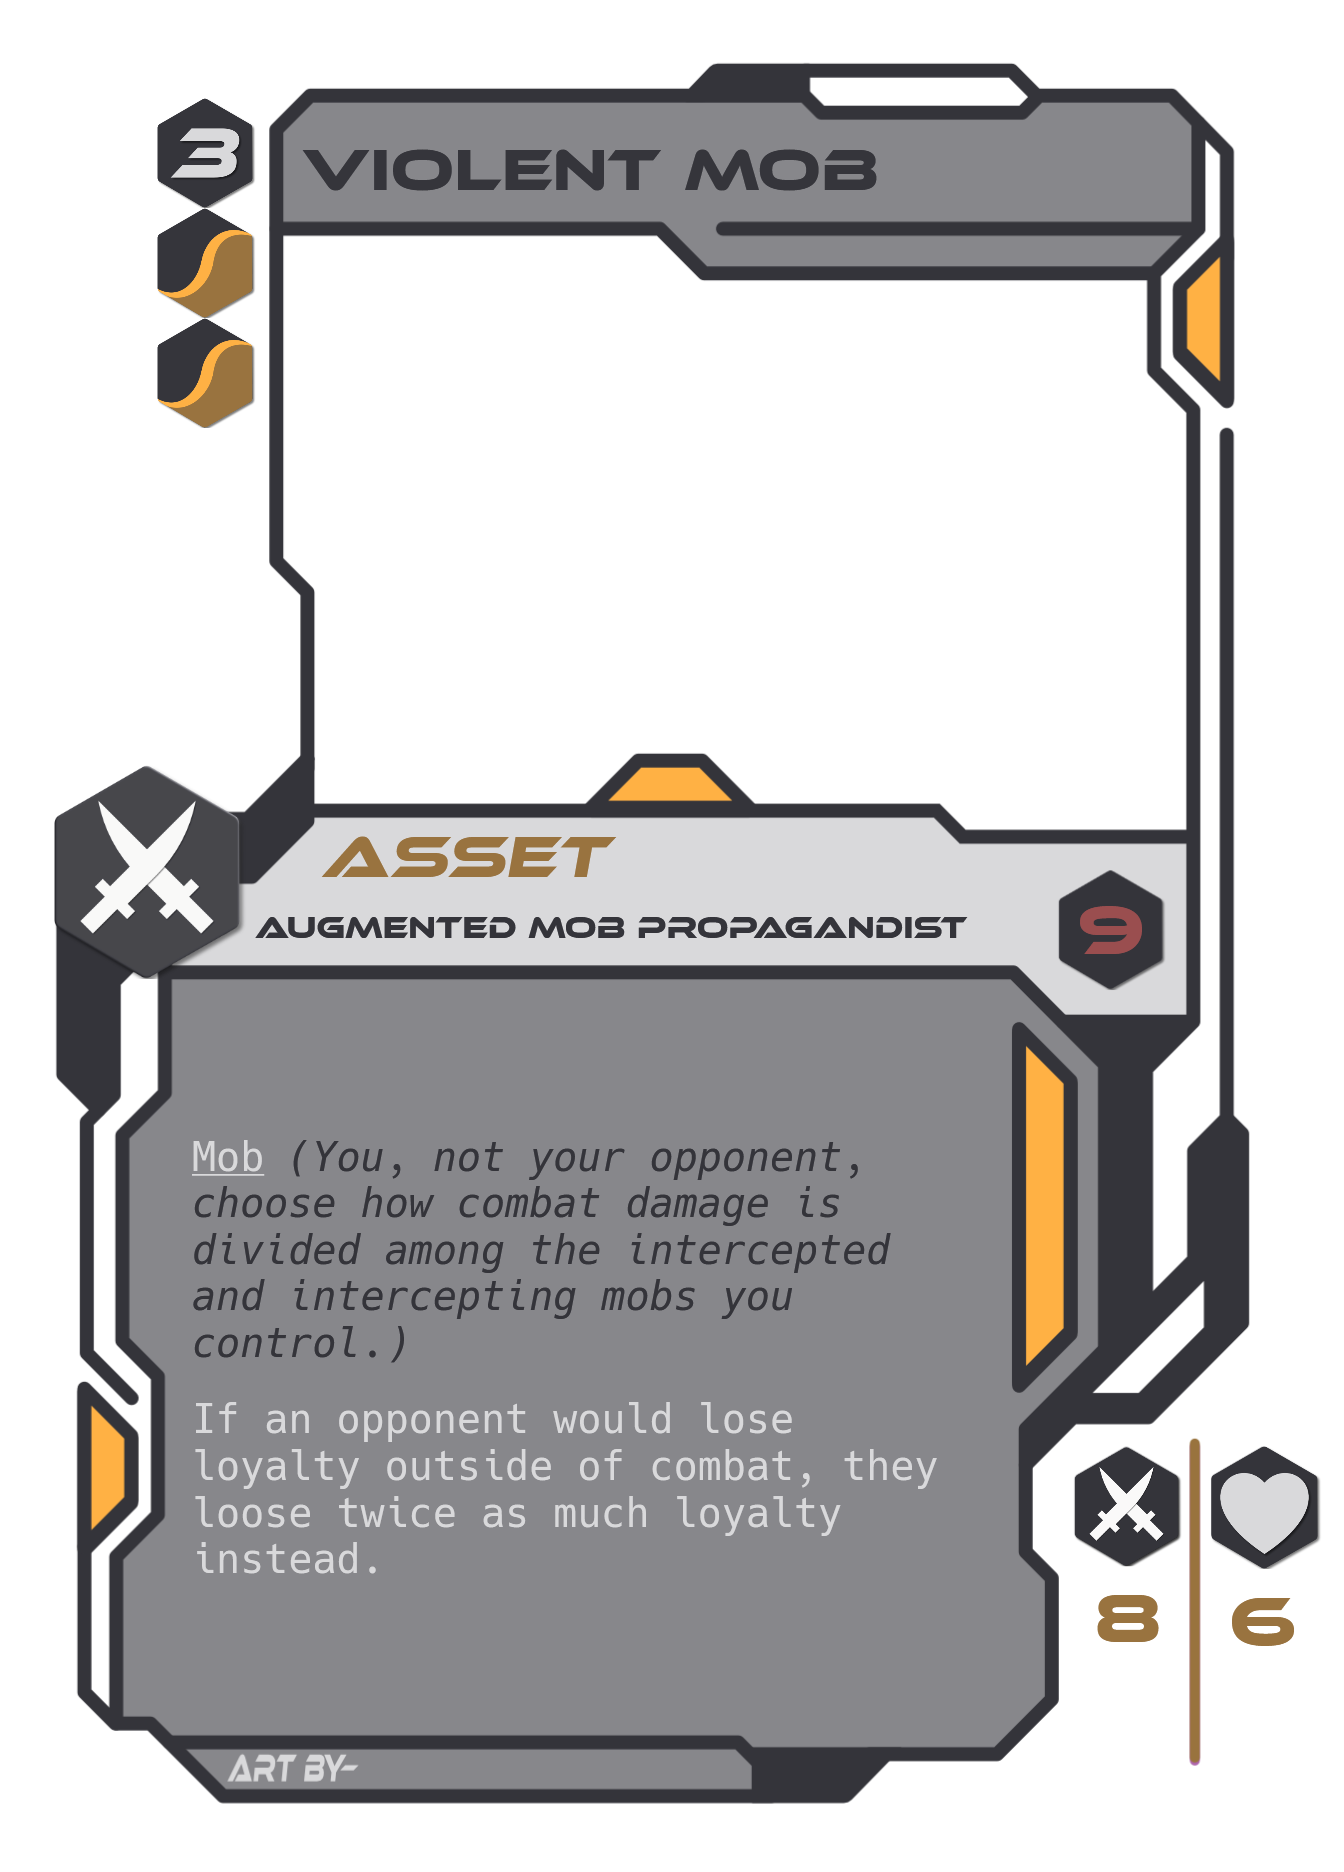 3
VIOLENT MOB
ASSET
AUGMENTED MOB PROPAGANDIST
9
Mob (You, not your opponent,
choose how combat damage is
divided among the intercepted
and intercepting mobs you
control.)
If an opponent would lose
loyalty outside of combat, they
loose twice as much loyalty
instead.
8
6
ART BY-